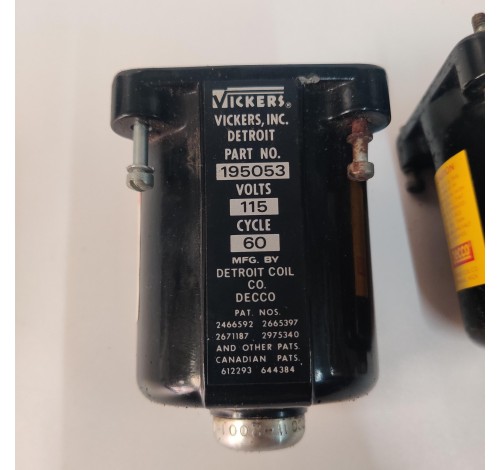 VICKERS®
VICKERS, INC.
DETROIT
PART NO.
195053
VOLTS
115
CYCLE
60
MFG. BY
DETROIT COIL
CO.
DECCO
PAT. NOS.
2466592 2665397
2671187 2975340
AND OTHER PATS.
CANADIAN PATS.
612293 644384